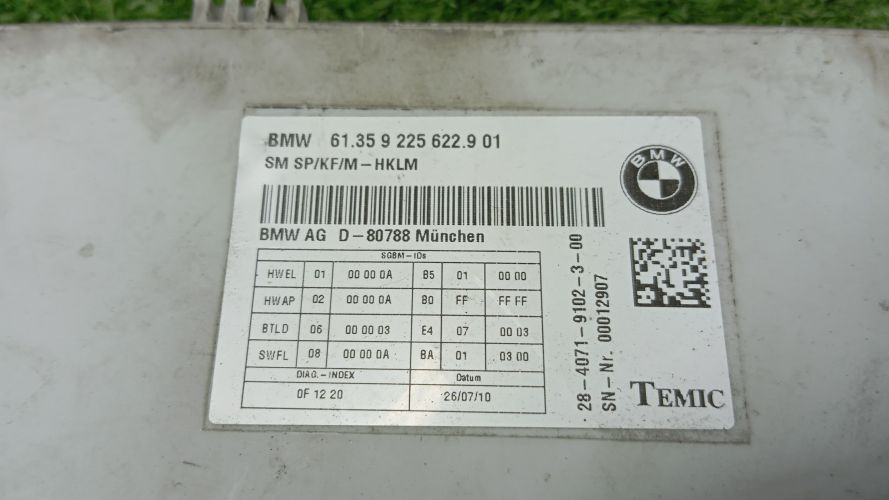 BMW 61.35 9 225 622.9 01
SM SP/KF/M-HKLM
BMW
BMW AG D-80788 München
SGBM-IDs
HWEL 01 00 00 0A B5 01 00 00
HWAP 02 00 00 0A B0 FF FF FF
BTLD 06 00 00 03 E4 07 00 03
SWFL 08 00 00 0A BA 01 03 00
DIAG.-INDEX Datum
0F 12 20 26/07/10
28-4071-9102-3-00
SN-Nr. 00012907
TEMIC